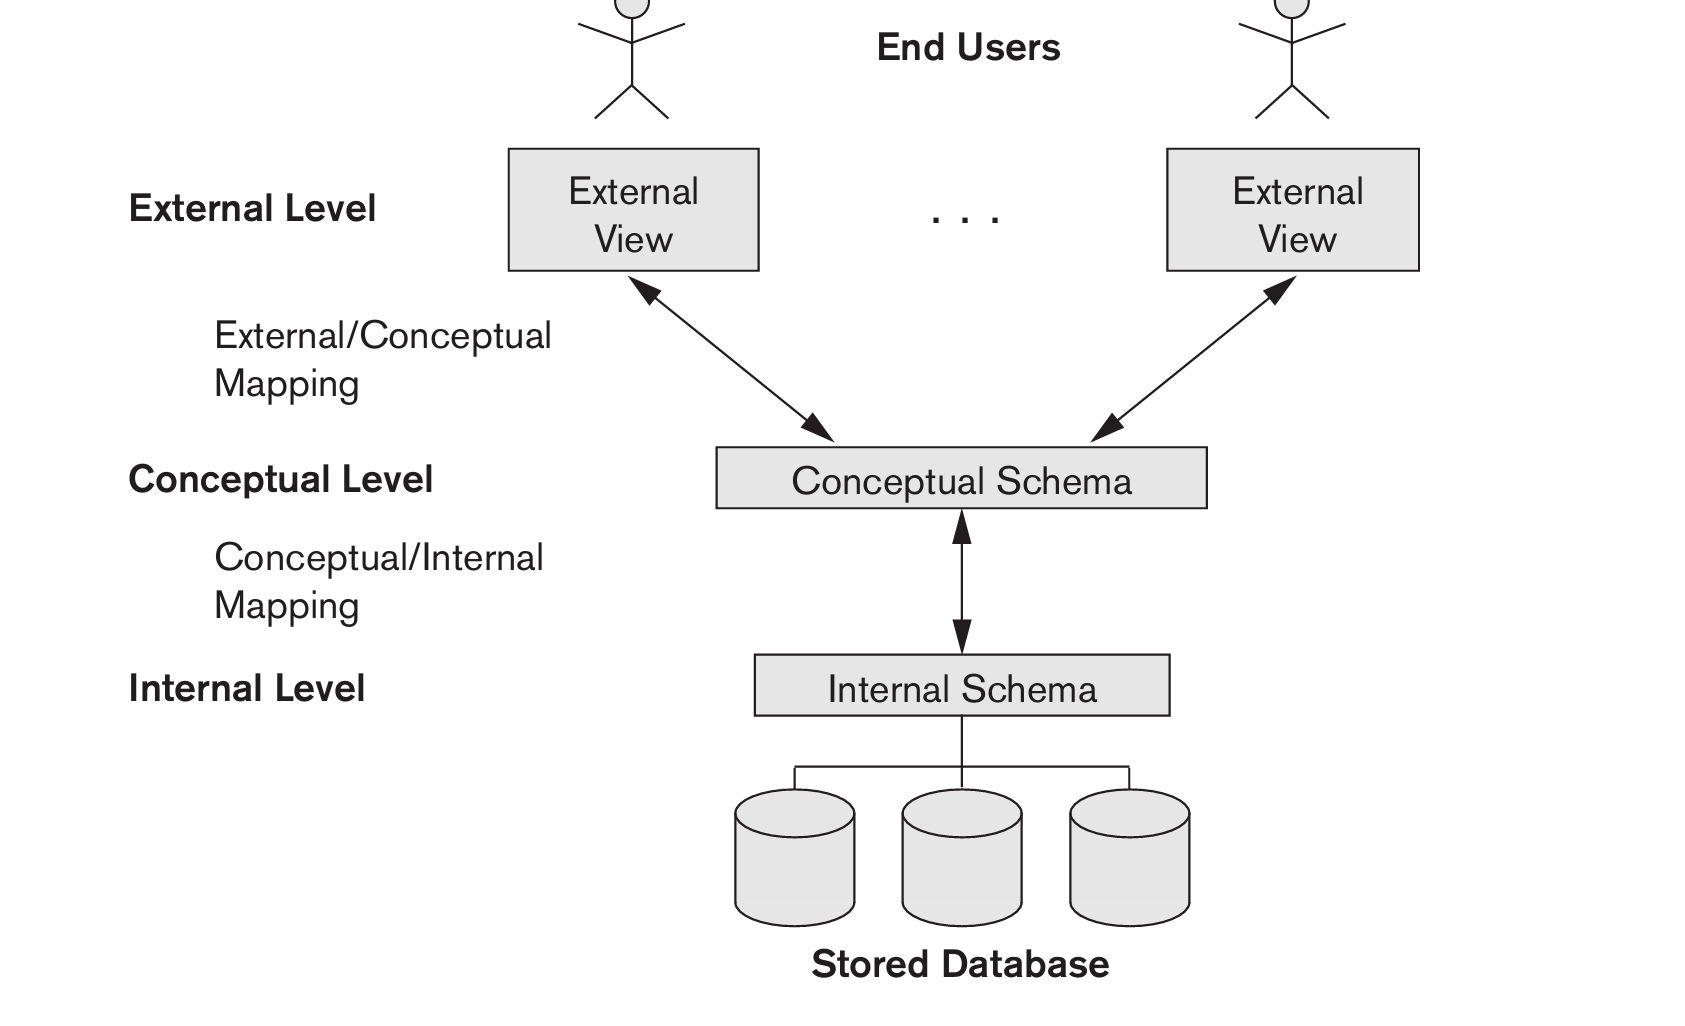 End Users
External Level
External
View
. . .
External
View
External/Conceptual
Mapping
Conceptual Level
Conceptual Schema
Conceptual/Internal
Mapping
Internal Level
Internal Schema
Stored Database